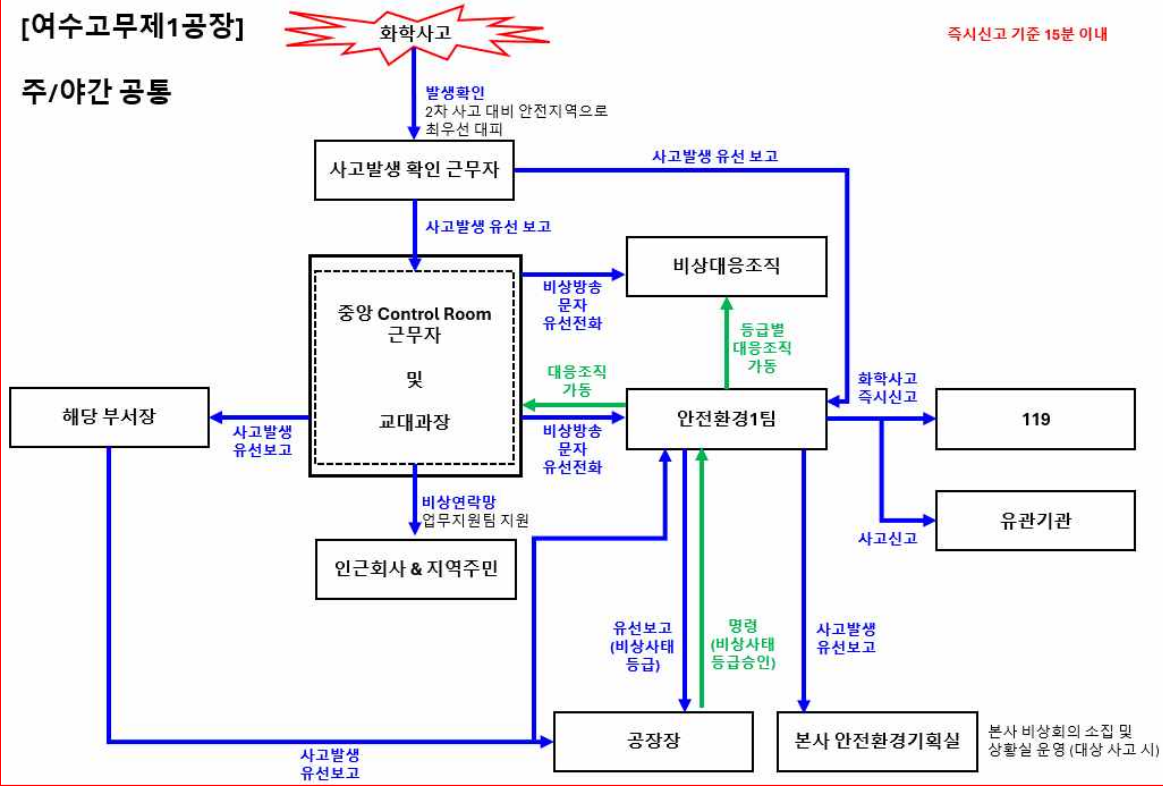 [여수고무제1공장]
화학사고
즉시신고 기준 15분 이내
주/야간 공통
발생확인
2차 사고 대비 안전지역으로
최우선 대피
사고발생 확인 근무자
사고발생 유선 보고
사고발생 유선 보고
비상대응조직
중앙 Control Room
근무자
및
교대과장
비상방송
문자
유선전화
등급별
대응조직
가동
대응조직
가동
화학사고
즉시신고
해당 부서장
사고발생
유선보고
비상방송
문자
유선전화
안전환경1팀
119
비상연락망
업무지원팀 지원
인근회사 & 지역주민
유관기관
사고신고
유선보고
(비상사태
등급)
명령
(비상사태
등급승인)
사고발생
유선보고
사고발생
유선보고
공장장
본사 안전환경기획실
본사 비상회의 소집 및
상황실 운영 (대상 사고 시)